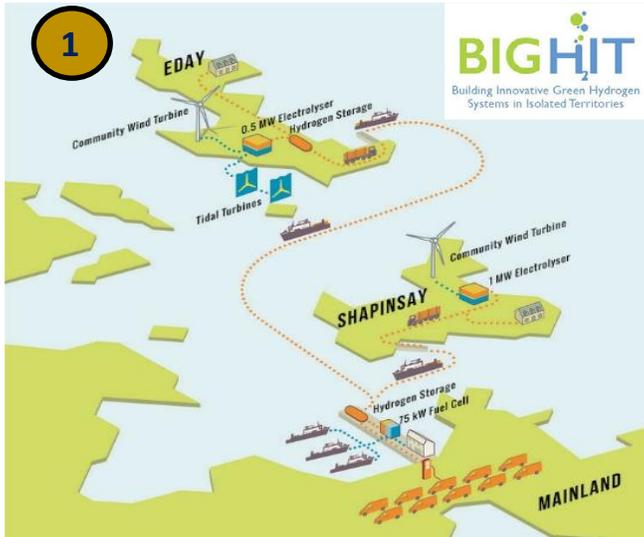 1
BIGHIT
2
Building Innovative Green Hydrogen
Systems in Isolated Territories
EDAY
Community Wind Turbine
0.5 MW Electrolyser
Hydrogen Storage
Tidal Turbines
Community Wind Turbine
1 MW Electrolyser
SHAPINSAY
Hydrogen Storage
75 kW Fuel Cell
MAINLAND